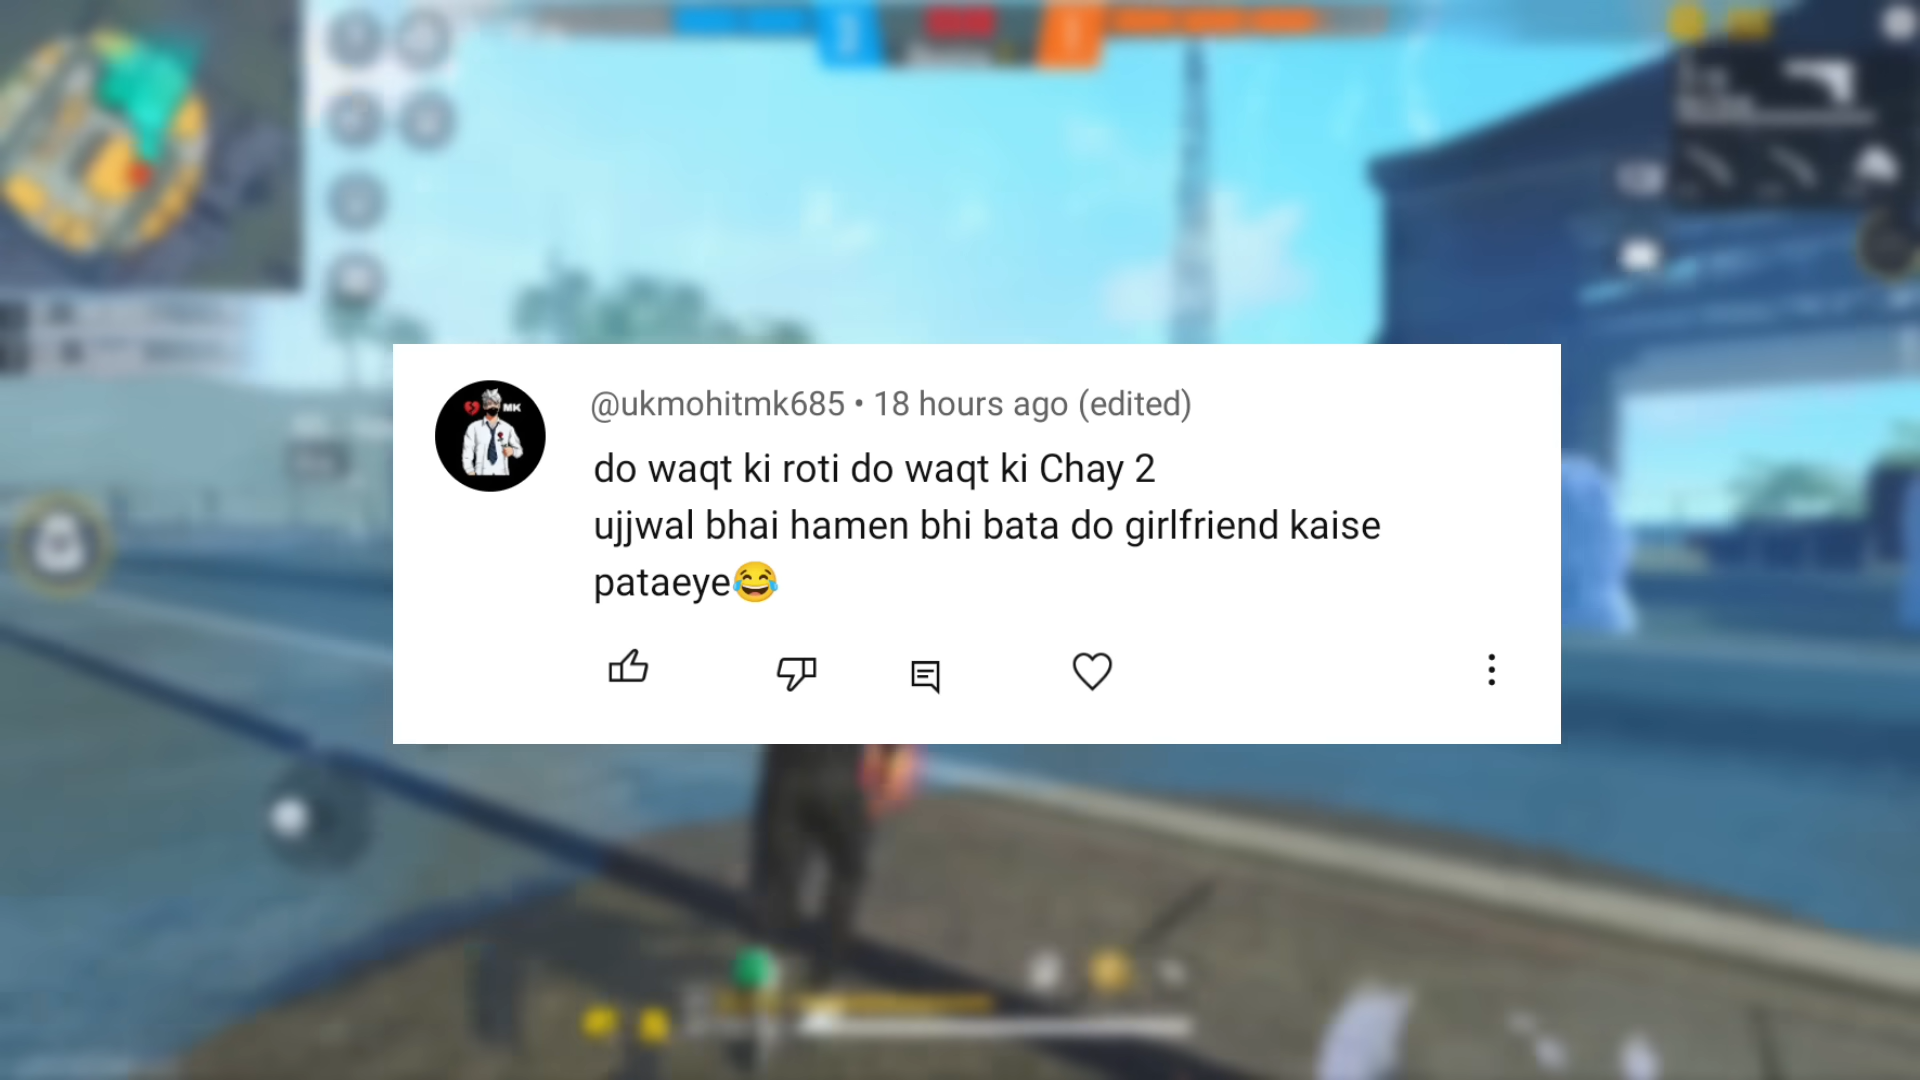 MK
@ukmohitmk685 • 18 hours ago (edited)
do waqt ki roti do waqt ki Chay 2
ujjwal bhai hamen bhi bata do girlfriend kaise
pataeye😂